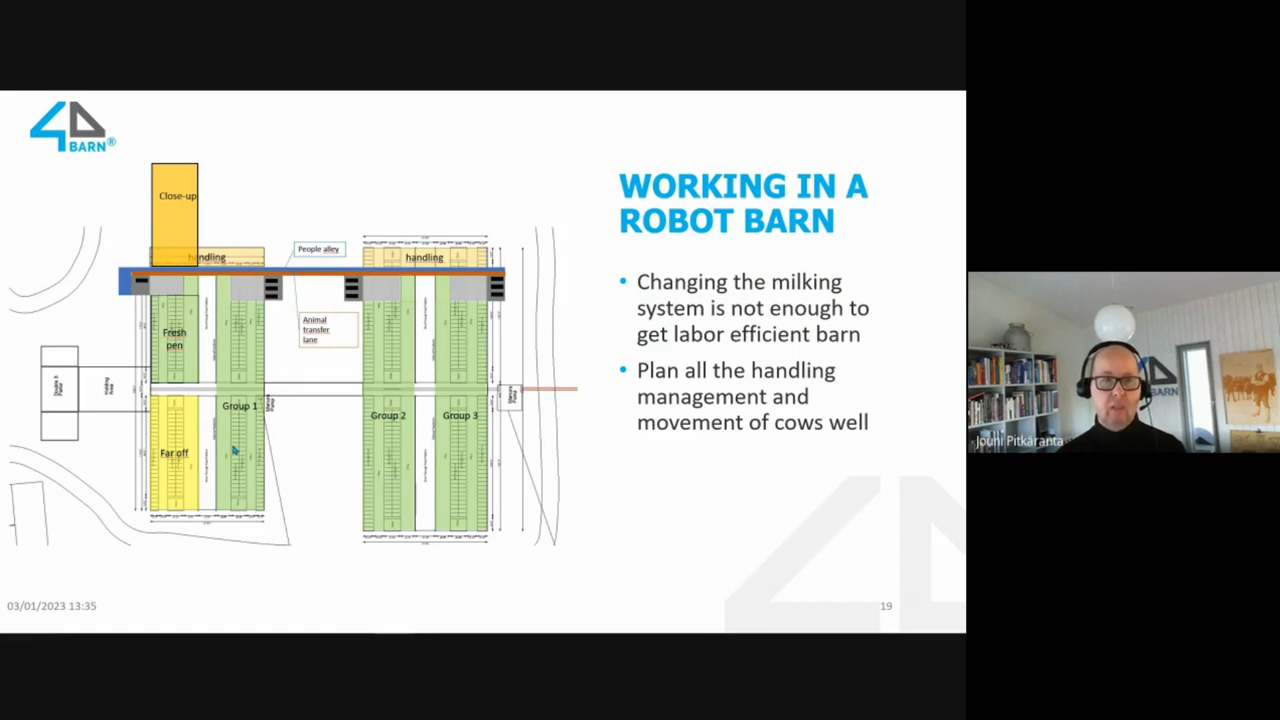 4D
BARN®
Close-up
handling
People alley
handling
Animal
transfer
lane
Fresh
pen
Group 1
Group 2
Group 3
Far off
WORKING IN A
ROBOT BARN
• Changing the milking
system is not enough to
get labor efficient barn
• Plan all the handling
management and
movement of cows well
03/01/2023 13:35
19
BARN
Jouni Pitkäranta